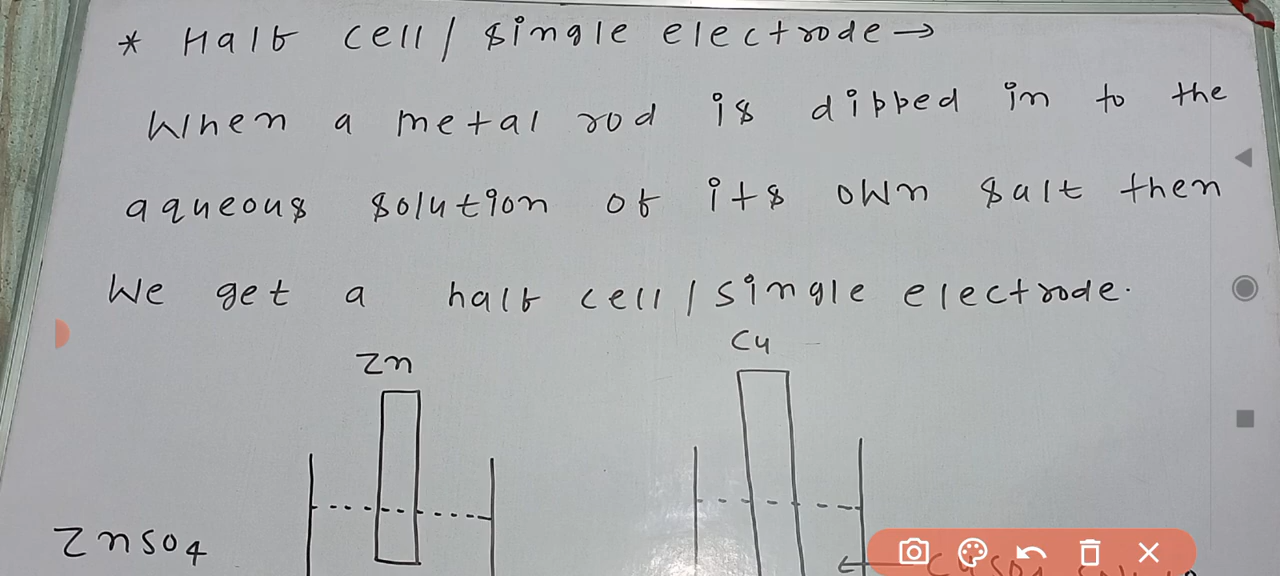 * Half cell / single electrode →
When a metal rod is dipped in to the
aqueous solution of its own salt then
We get a half cell / single electrode.
Zn
Cu
ZnSO4